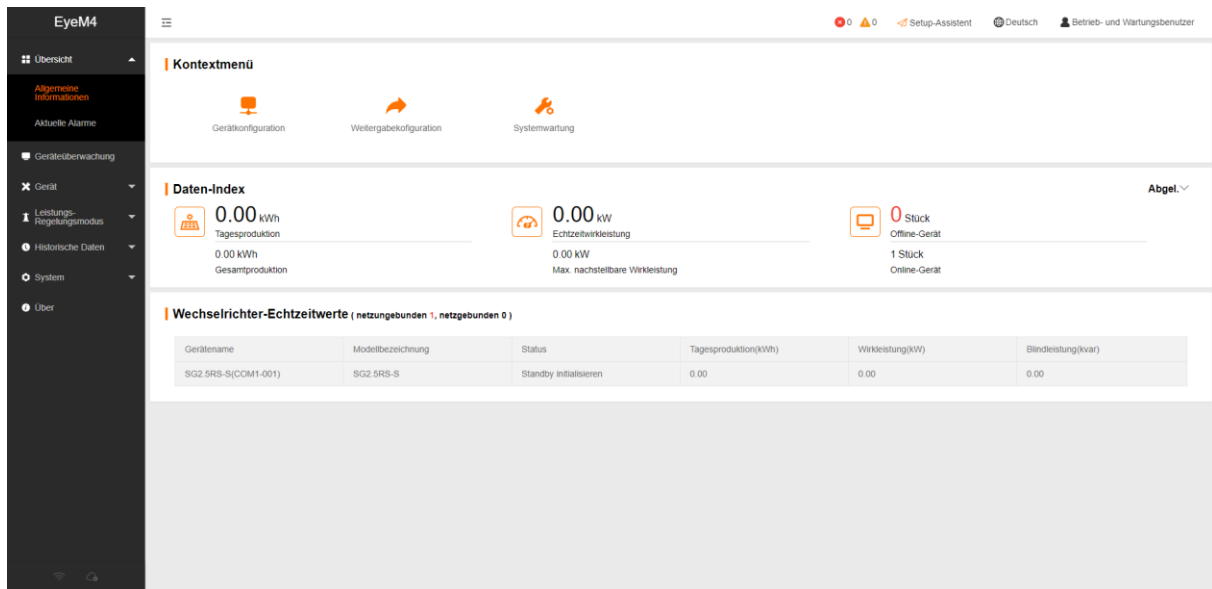 EyeM4
0
0
Setup-Assistent
Deutsch
Betrieb- und Wartungsbenutzer
Übersicht
Allgemeine
Informationen
Aktuelle Alarme
Geräteüberwachung
Gerät
Leistungs-
Regelungsmodus
Historische Daten
System
Über
Kontextmenü
Gerätkonfiguration
Weitergabekofiguration
Systemwartung
Daten-Index
Abgel.
0.00 kWh
Tagesproduktion
0.00 kWh
Gesamtproduktion
0.00 kW
Echtzeitwirkleistung
0.00 kW
Max. nachstellbare Wirkleistung
0 Stück
Offline-Gerät
1 Stück
Online-Gerät
Wechselrichter-Echtzeitwerte ( netzungebunden 1, netzgebunden 0 )
Gerätename Modellbezeichnung Status Tagesproduktion(kWh) Wirkleistung(kW) Blindleistung(kvar)
SG2.5RS-S(COM1-001) SG2.5RS-S Standby initialisieren 0.00 0.00 0.00